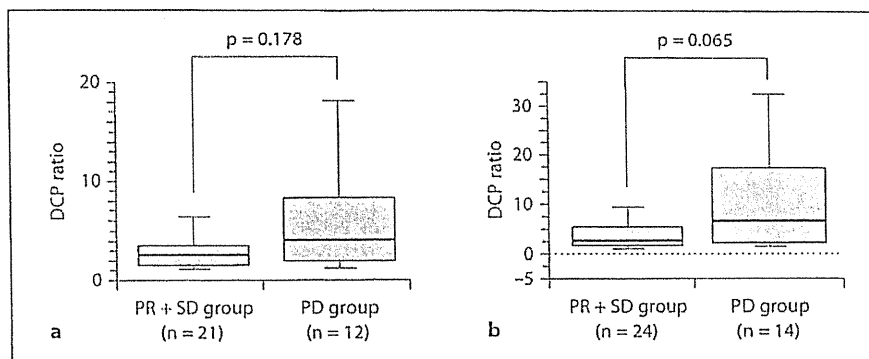 p = 0.178
DCP ratio
20
10
0
PR + SD group
(n = 21)
PD group
(n = 12)
a
p = 0.065
DCP ratio
30
20
10
0
−5
PR + SD group
(n = 24)
PD group
(n = 14)
b